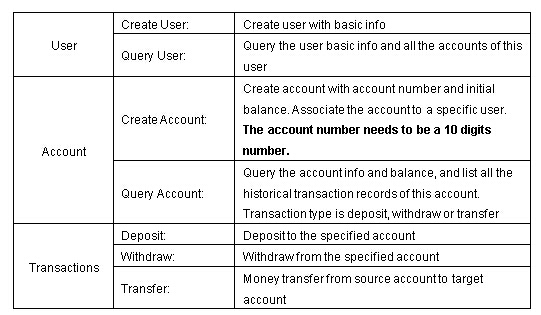 User
Create User:
Create user with basic info
Query User:
Query the user basic info and all the accounts of this
user
Account
Create Account:
Create account with account number and initial
balance. Associate the account to a specific user.
The account number needs to be a 10 digits
number.
Query Account:
Query the account info and balance, and list all the
historical transaction records of this account.
Transaction type is deposit, withdraw or transfer
Transactions
Deposit:
Deposit to the specified account
Withdraw:
Withdraw from the specified account
Transfer:
Money transfer from source account to target
account